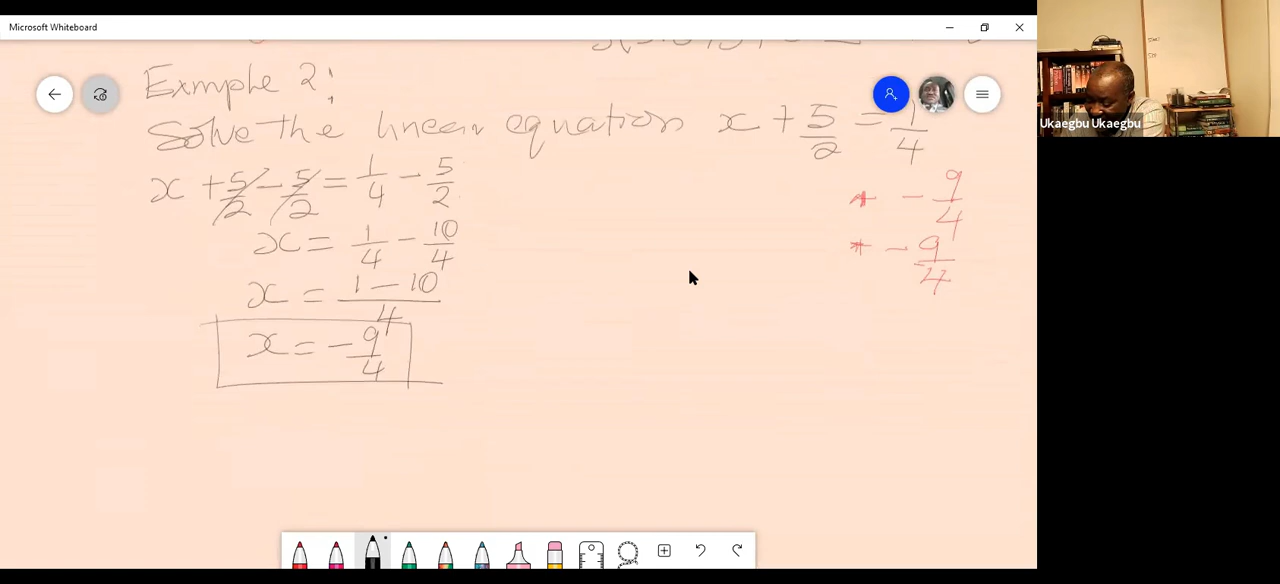 Microsoft Whiteboard
Exmple 2:
Solve the linear equation x + 5/2 = 1/4
x + 5/2 - 5/2 = 1/4 - 5/2
x = 1/4 - 10/4
x = (1 - 10)/4
x = -9/4
* -9/4
* -9/4
Ukaegbu Ukaegbu